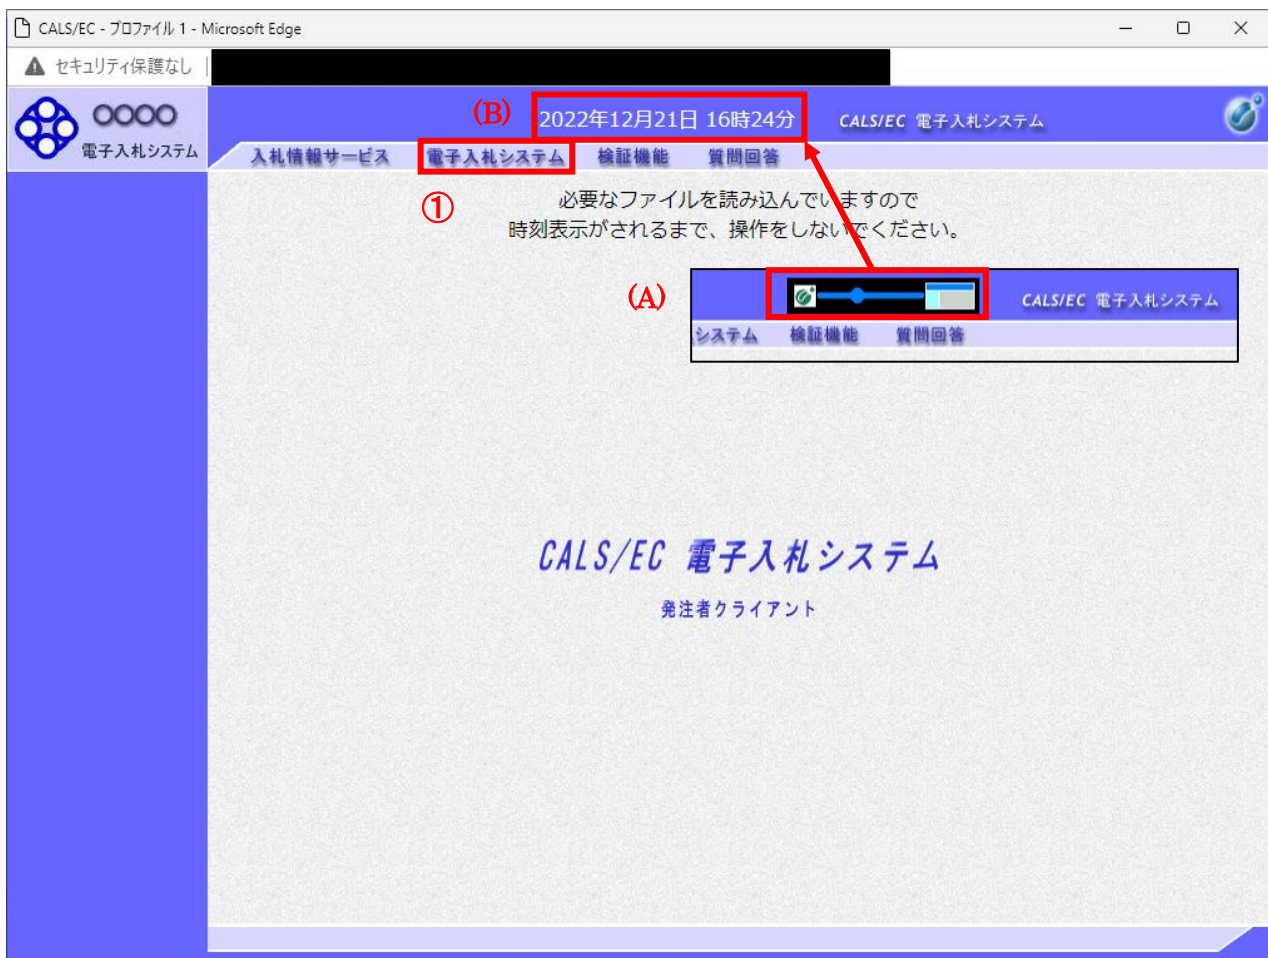 CALS/EC - プロファイル 1 - Microsoft Edge
セキュリティ保護なし
○○○○
電子入札システム
(B)
2022年12月21日 16時24分
CALS/EC 電子入札システム
入札情報サービス 電子入札システム 検証機能 質問回答
①
必要なファイルを読み込んでいますので
時刻表示がされるまで、操作をしないでください。
(A)
CALS/EC 電子入札システム
システム 検証機能 質問回答
CALS/EC 電子入札システム
発注者クライアント